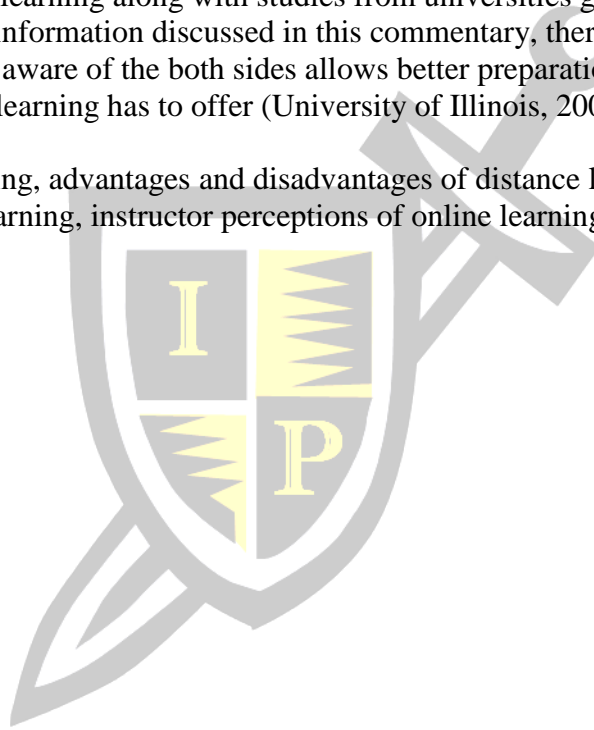 learning along with studies from universities g
information discussed in this commentary, ther
aware of the both sides allows better preparatio
learning has to offer (University of Illinois, 200
ng, advantages and disadvantages of distance l
arning, instructor perceptions of online learning
I
P